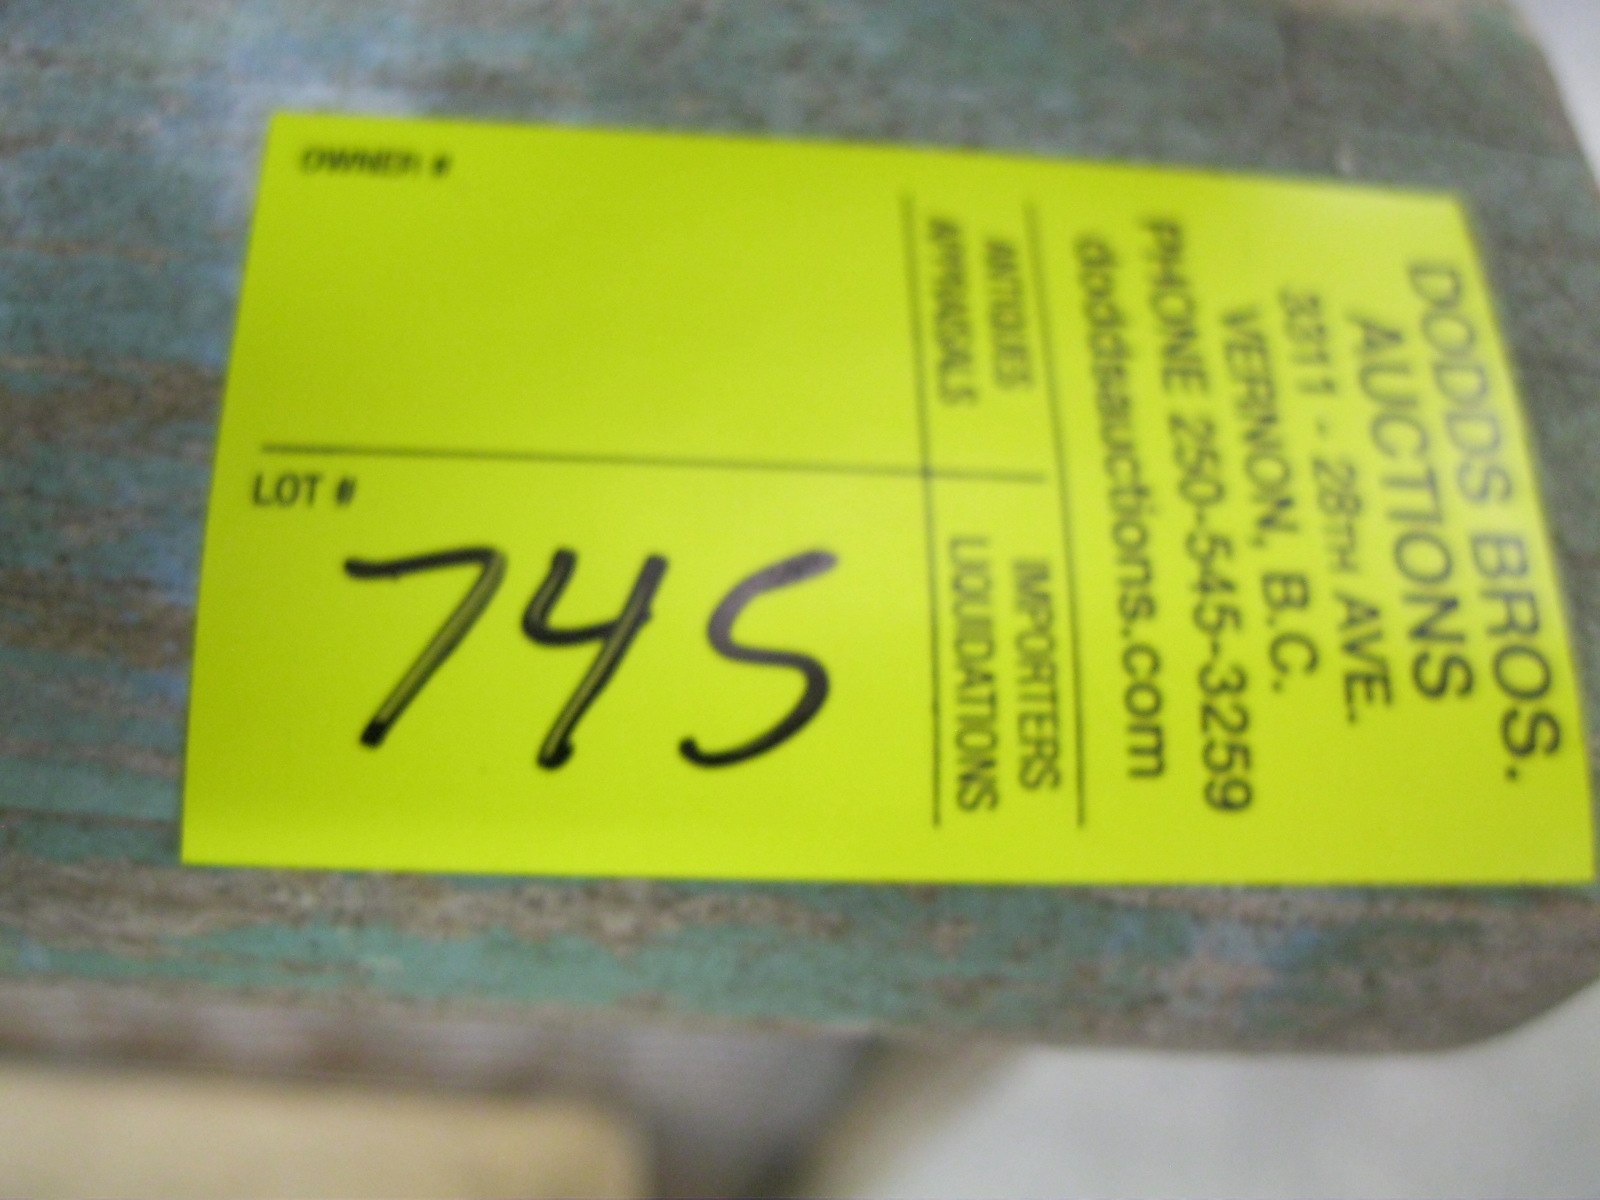 DODDS BROS.
AUCTIONS
3311 - 28TH AVE.
VERNON, B.C.
PHONE 250-545-3259
doddsauctions.com
ANTIQUES IMPORTERS
APPRAISALS LIQUIDATIONS
OWNER #
LOT #
745